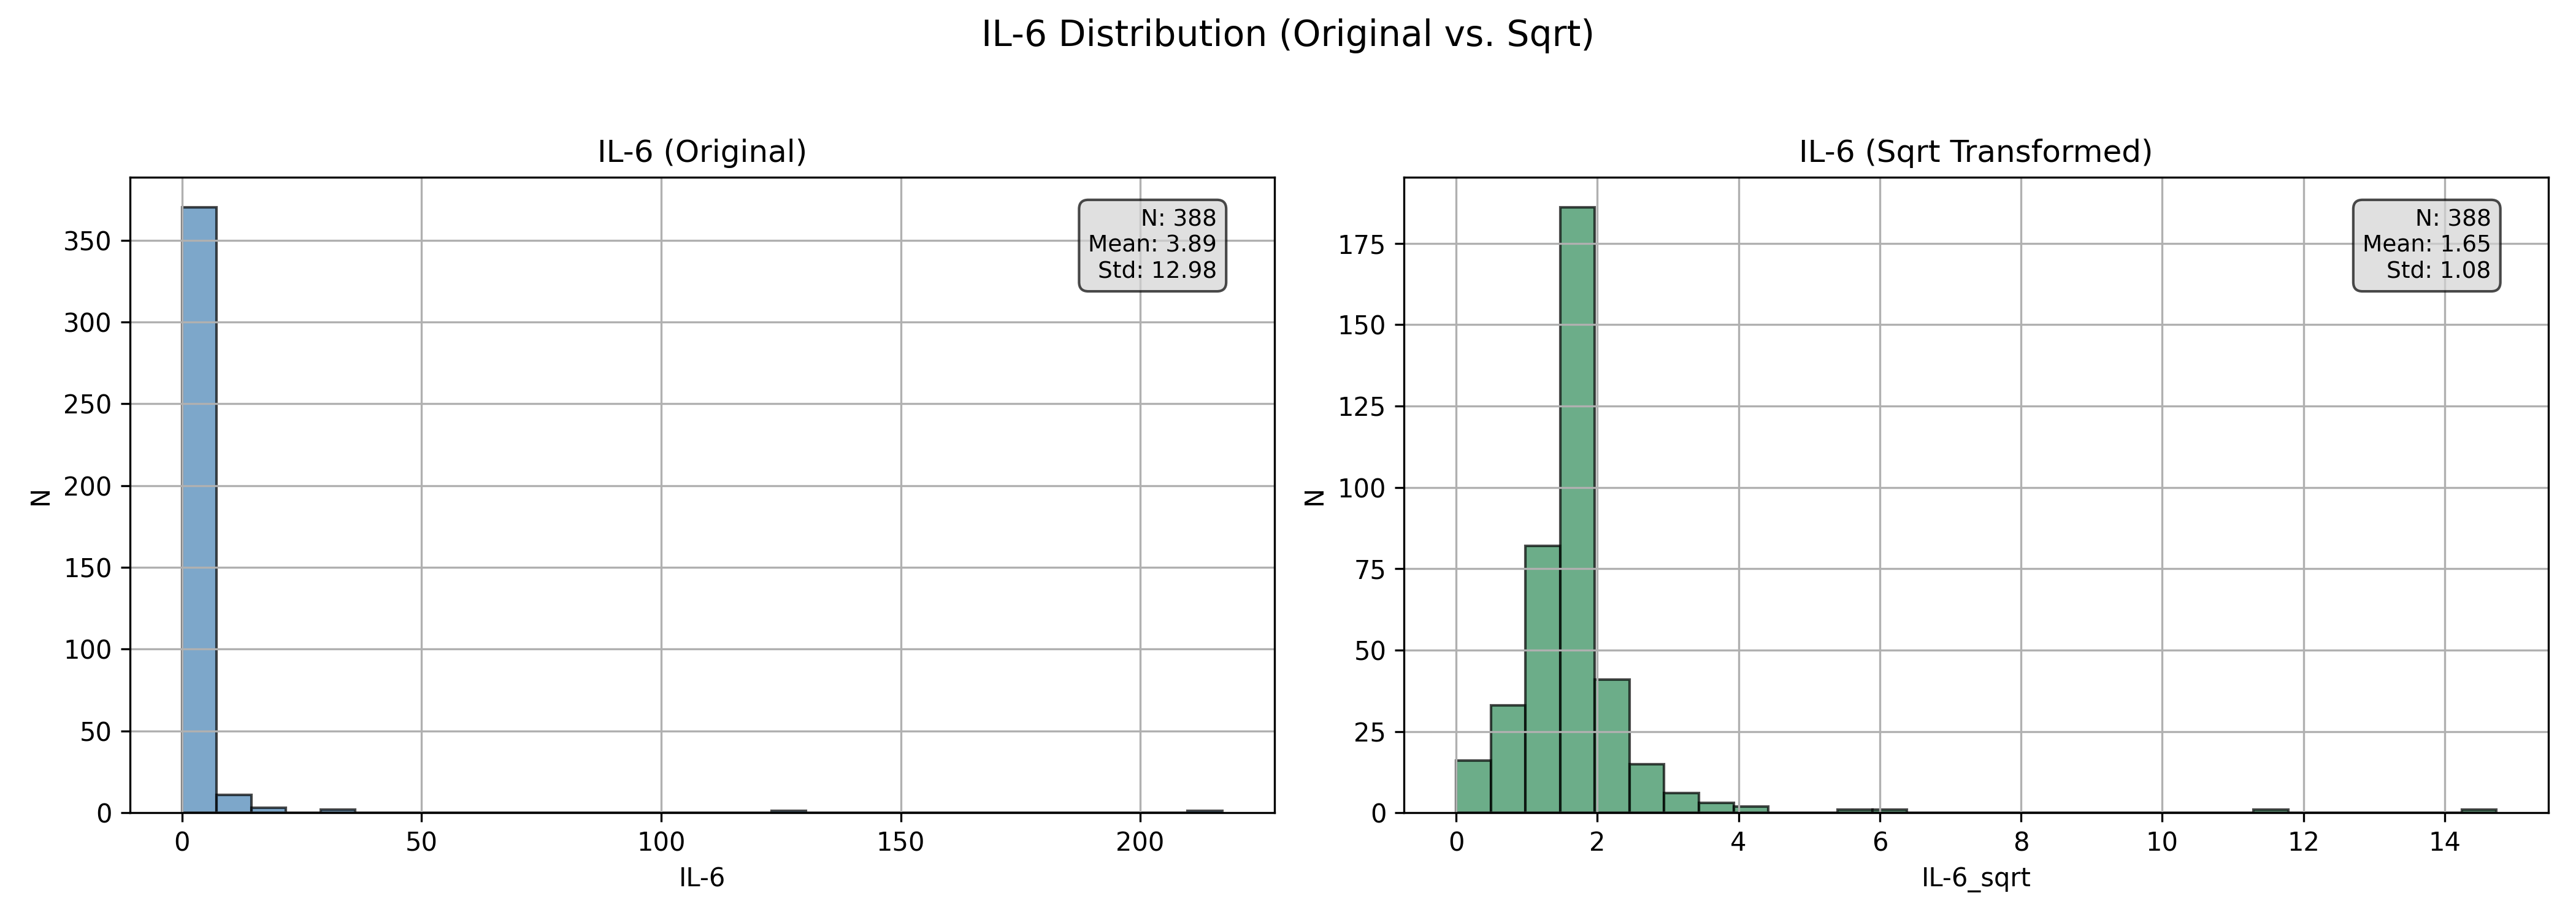 IL-6 Distribution (Original vs. Sqrt)
IL-6 (Original)
N: 388
Mean: 3.89
Std: 12.98
350
300
250
200
150
100
50
0
N
0 50 100 150 200
IL-6
IL-6 (Sqrt Transformed)
N: 388
Mean: 1.65
Std: 1.08
175
150
125
100
75
50
25
0
N
0 2 4 6 8 10 12 14
IL-6_sqrt